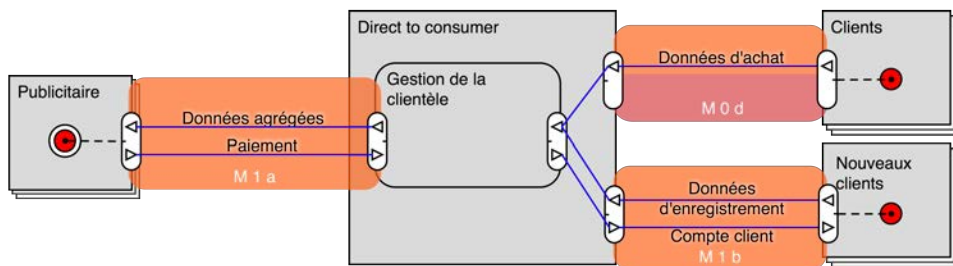 Direct to consumer
Clients
Données d'achat
Gestion de la
clientèle
Publicitaire
M 0 d
Données agrégées
Paiement
M 1 a
Nouveaux
clients
Données
d'enregistrement
Compte client
M 1 b